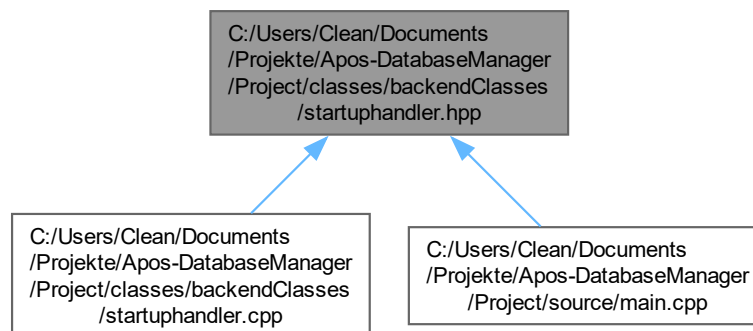 C:/Users/Clean/Documents
/Projekte/Apos-DatabaseManager
/Project/classes/backendClasses
/startuphandler.hpp
C:/Users/Clean/Documents
/Projekte/Apos-DatabaseManager
/Project/classes/backendClasses
/startuphandler.cpp
C:/Users/Clean/Documents
/Projekte/Apos-DatabaseManager
/Project/source/main.cpp